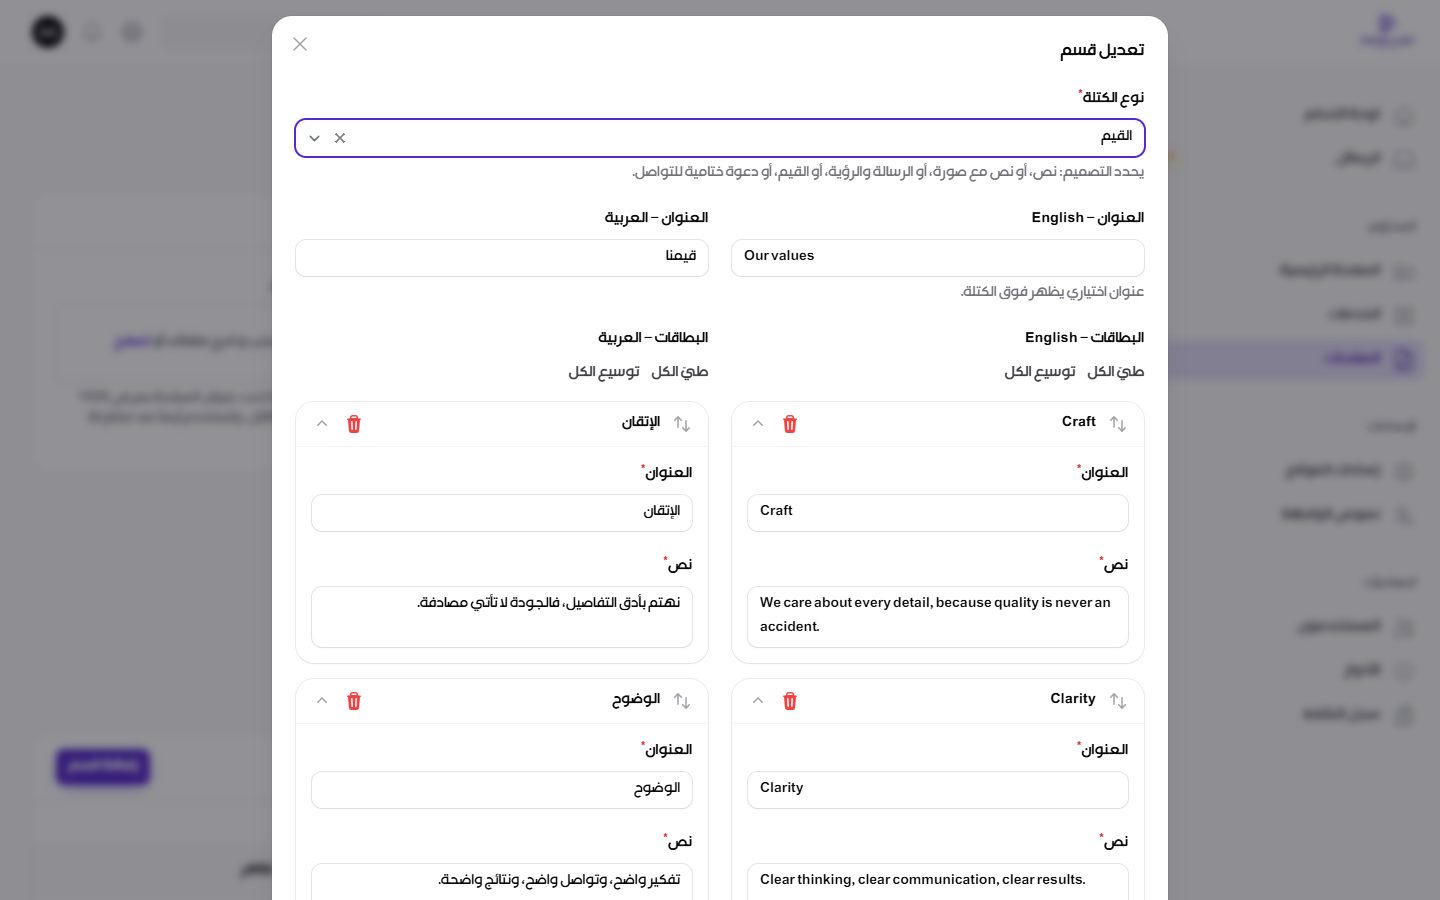 تعديل قسم
نوع الكتلة*
القيم
يحدد التصميم: نص، أو نص مع صورة، أو الرسالة والرؤية، أو القيم، أو دعوة ختامية للتواصل.
العنوان – English
العنوان – العربية
Our values
قيمنا
عنوان اختياري يظهر فوق الكتلة.
البطاقات – English
البطاقات – العربية
طيّ الكل توسيع الكل
طيّ الكل توسيع الكل
Craft
الإتقان
العنوان*
العنوان*
Craft
الإتقان
نص*
نص*
We care about every detail, because quality is never an
accident.
نهتم بأدق التفاصيل، فالجودة لا تأتي مصادفة.
Clarity
الوضوح
العنوان*
العنوان*
Clarity
الوضوح
نص*
نص*
Clear thinking, clear communication, clear results.
تفكير واضح، وتواصل واضح، ونتائج واضحة.